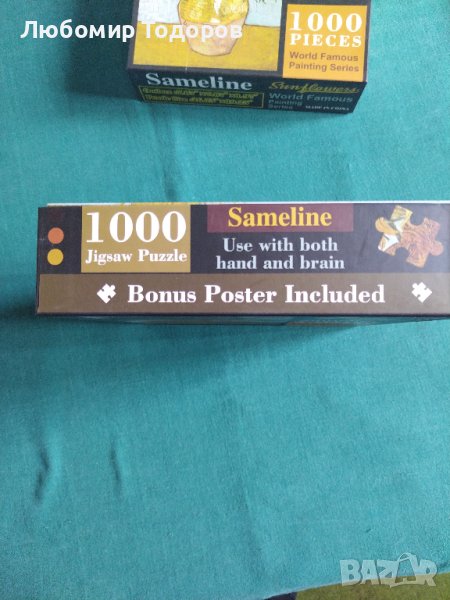 Любомир Тодоров
1000
PIECES
World Famous
Painting Series
Sameline
Sunflowers
World Famous
Painting
Series
MADE IN CHINA
1000
Jigsaw Puzzle
Sameline
Use with both
hand and brain
Bonus Poster Included
BAZAR